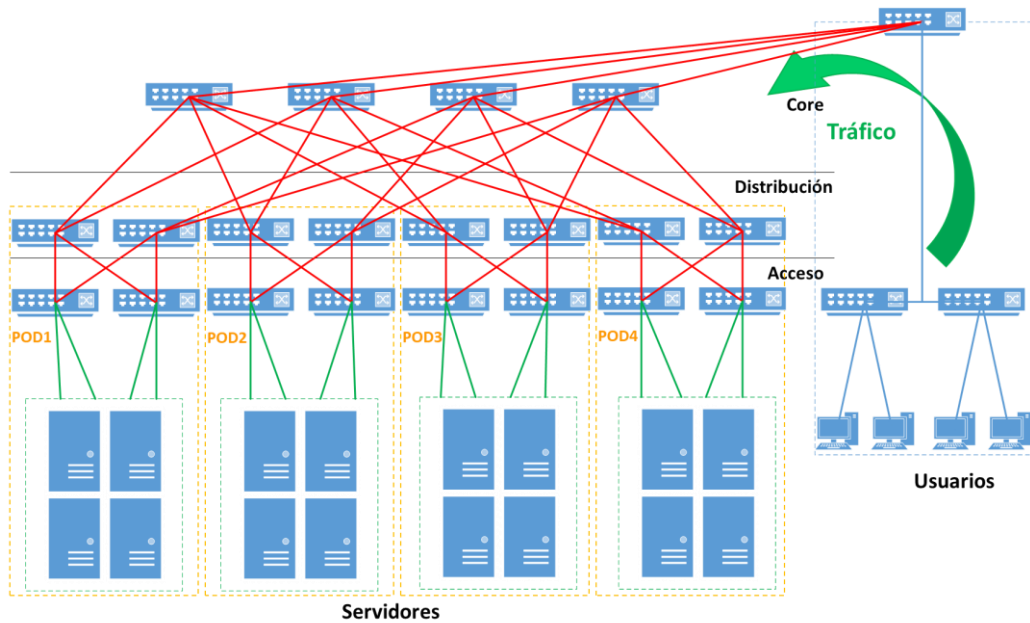 Core
Tráfico
Distribución
Acceso
POD1
POD2
POD3
POD4
Usuarios
Servidores